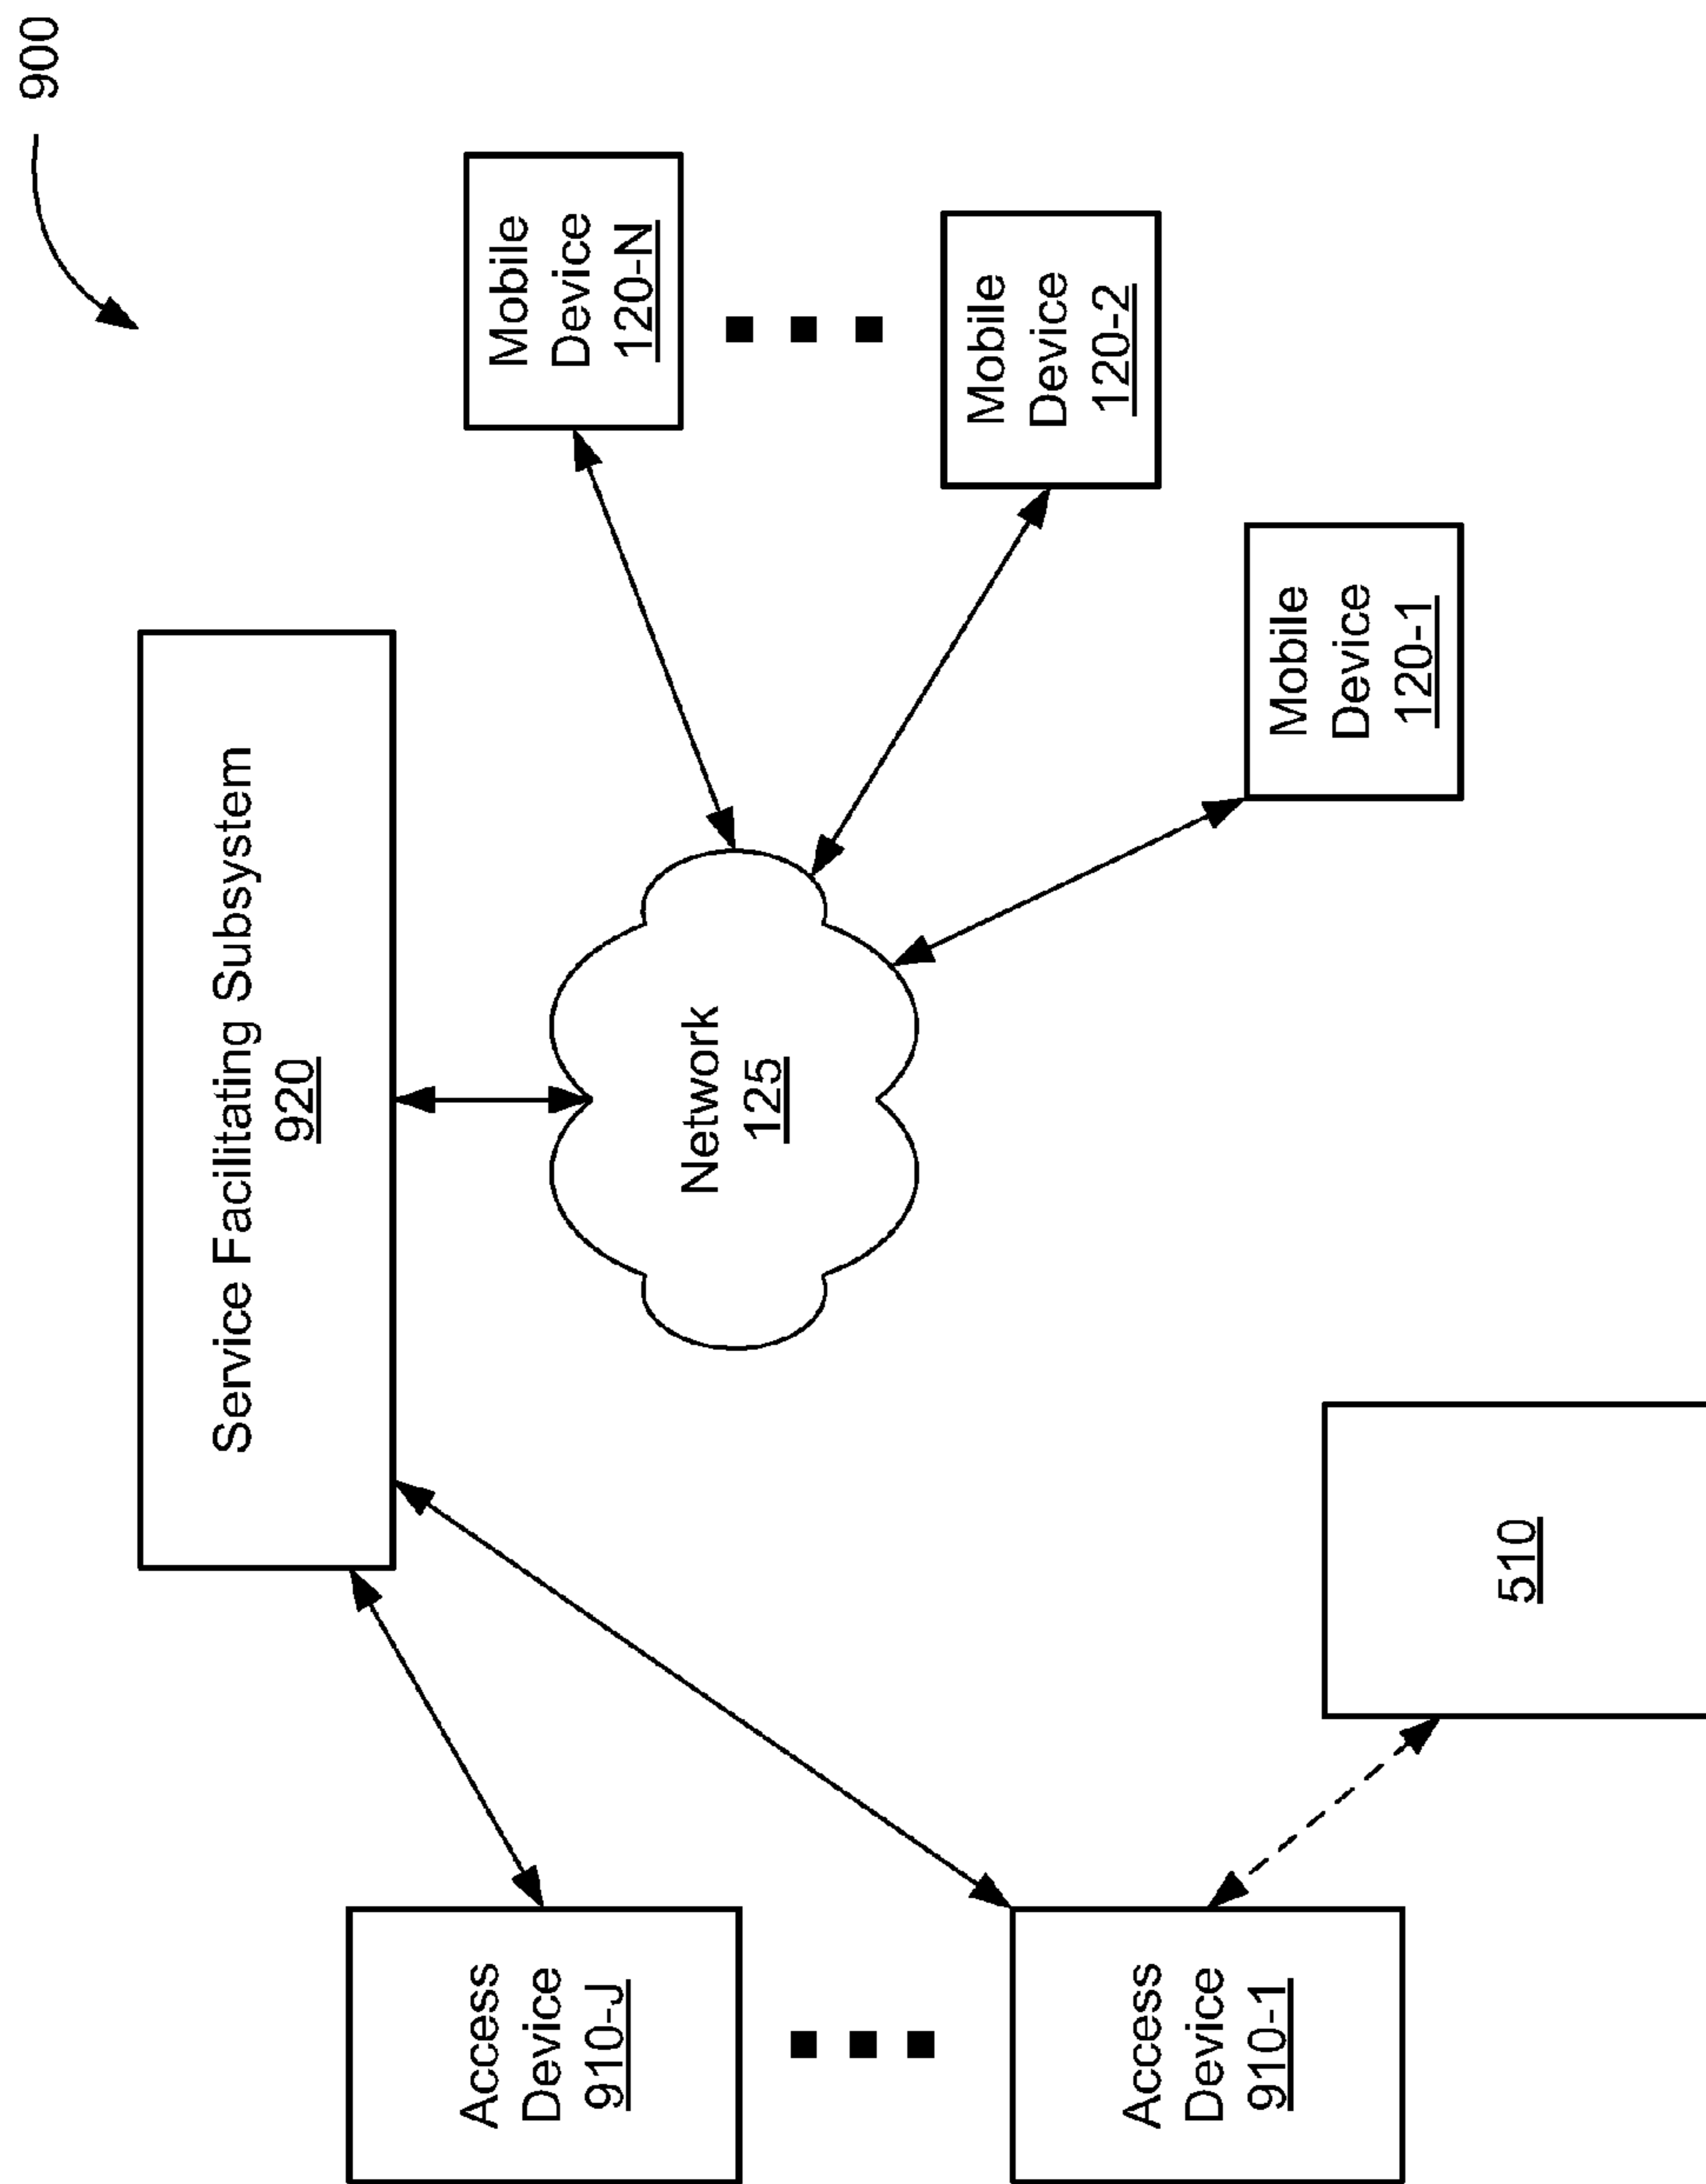 900
Service Facilitating Subsystem
920
Access
Device
910-J
Network
125
Mobile
Device
120-N
Mobile
Device
120-2
Access
Device
910-1
Mobile
Device
120-1
510